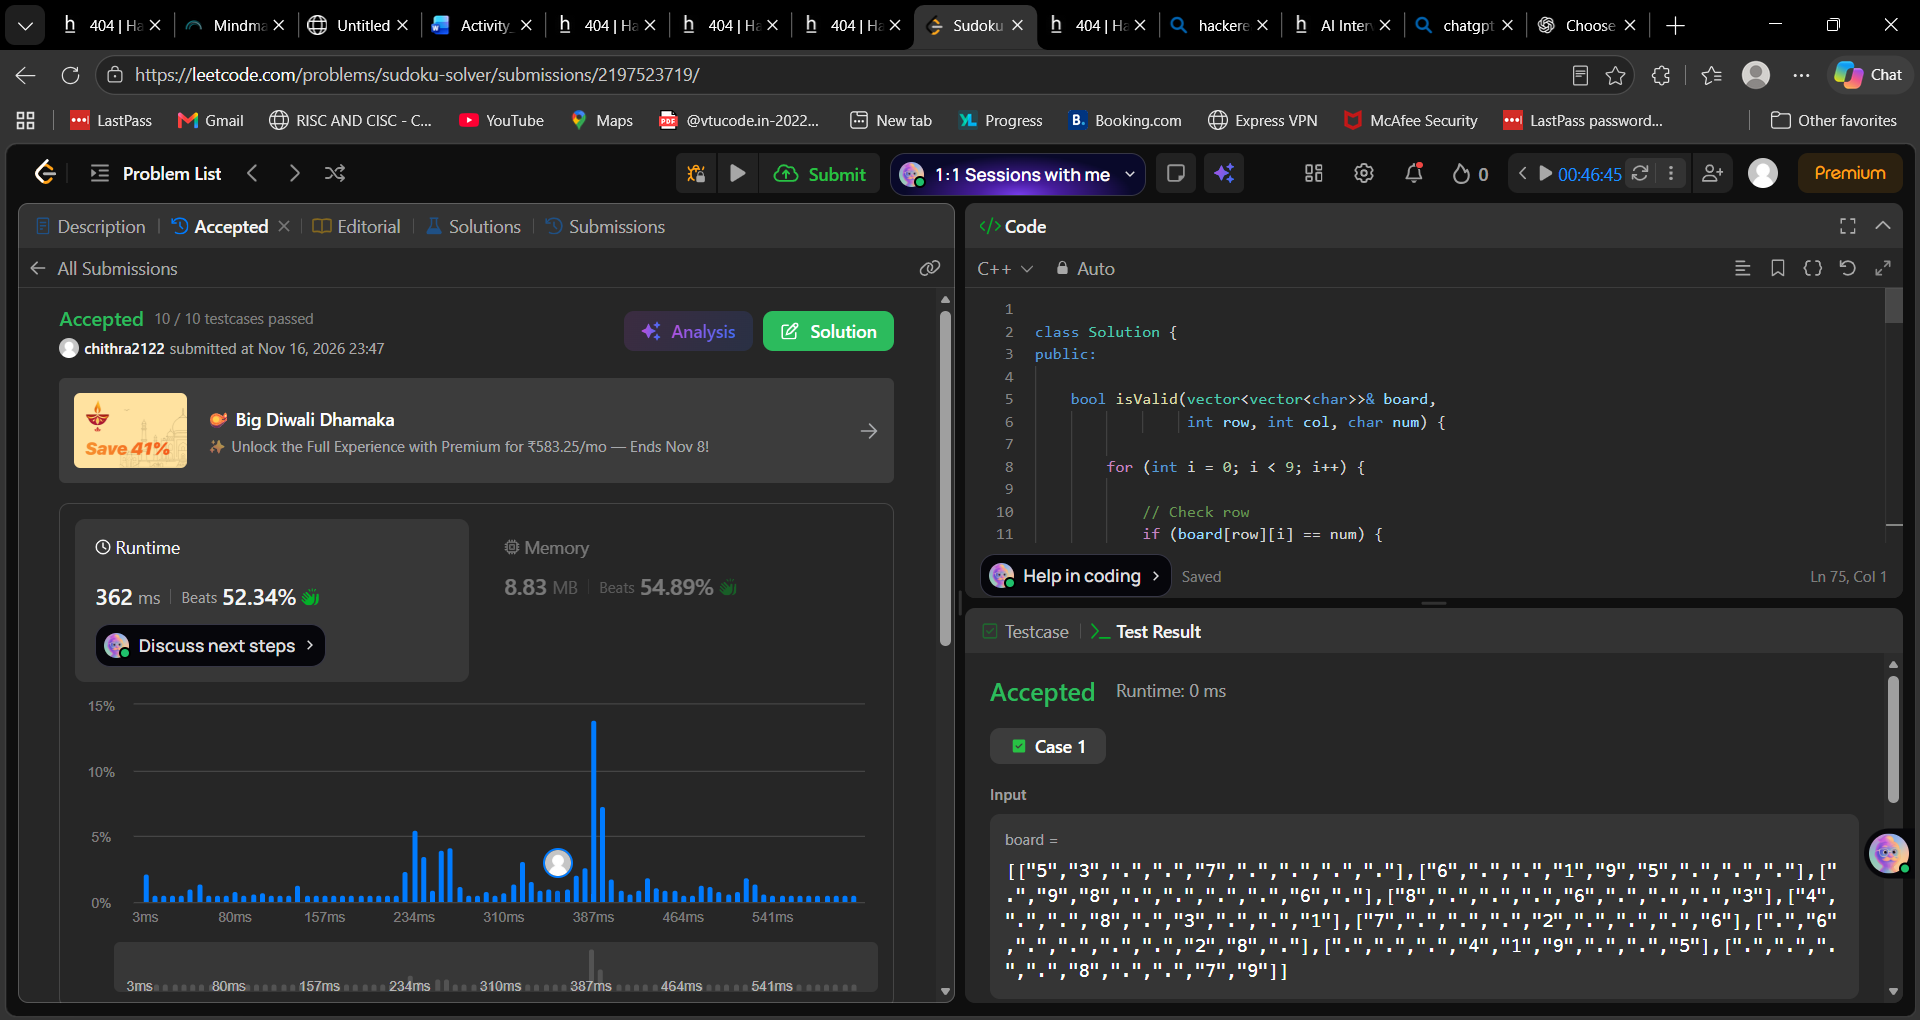 404 | Ha
Mindma
Untitled
Activity_
404 | Ha
404 | Ha
404 | Ha
Sudoku
404 | Ha
hackere
AI Inter
chatgpt
Choose
https://leetcode.com/problems/sudoku-solver/submissions/2197523719/
Chat
LastPass
Gmail
RISC AND CISC - C...
YouTube
Maps
@vtucode.in-2022...
New tab
Progress
Booking.com
Express VPN
McAfee Security
LastPass password...
Other favorites
Problem List
Submit
1:1 Sessions with me
0
00:46:45
Premium
Description
Accepted
Editorial
Solutions
Submissions
All Submissions
Accepted 10 / 10 testcases passed
chithra2122 submitted at Nov 16, 2026 23:47
Analysis
Solution
Save 41%
Big Diwali Dhamaka
Unlock the Full Experience with Premium for ₹583.25/mo — Ends Nov 8!
Runtime
362 ms | Beats 52.34%
Discuss next steps
Memory
8.83 MB | Beats 54.89%
15%
10%
5%
0%
3ms 80ms 157ms 234ms 310ms 387ms 464ms 541ms
3ms 80ms 157ms 234ms 310ms 387ms 464ms 541ms
Code
C++
Auto
1
2 class Solution {
3 public:
4
5 bool isValid(vector<vector<char>>& board,
6 int row, int col, char num) {
7
8 for (int i = 0; i < 9; i++) {
9
10 // Check row
11 if (board[row][i] == num) {
Help in coding
Saved
Ln 75, Col 1
Testcase
Test Result
Accepted Runtime: 0 ms
Case 1
Input
board =
[["5","3",".",".","7",".",".",".","."],["6",".",".","1","9","5",".",".","."],["
.","9","8",".",".",".",".","6","."],["8",".",".",".","6",".",".",".","3"],["4",
".",".","8",".","3",".",".","1"],["7",".",".",".","2",".",".",".","6"],[".","6"
,".",".",".",".","2","8","."],[".",".",".","4","1","9",".",".","5"],[".",".",".
",".","8",".",".","7","9"]]